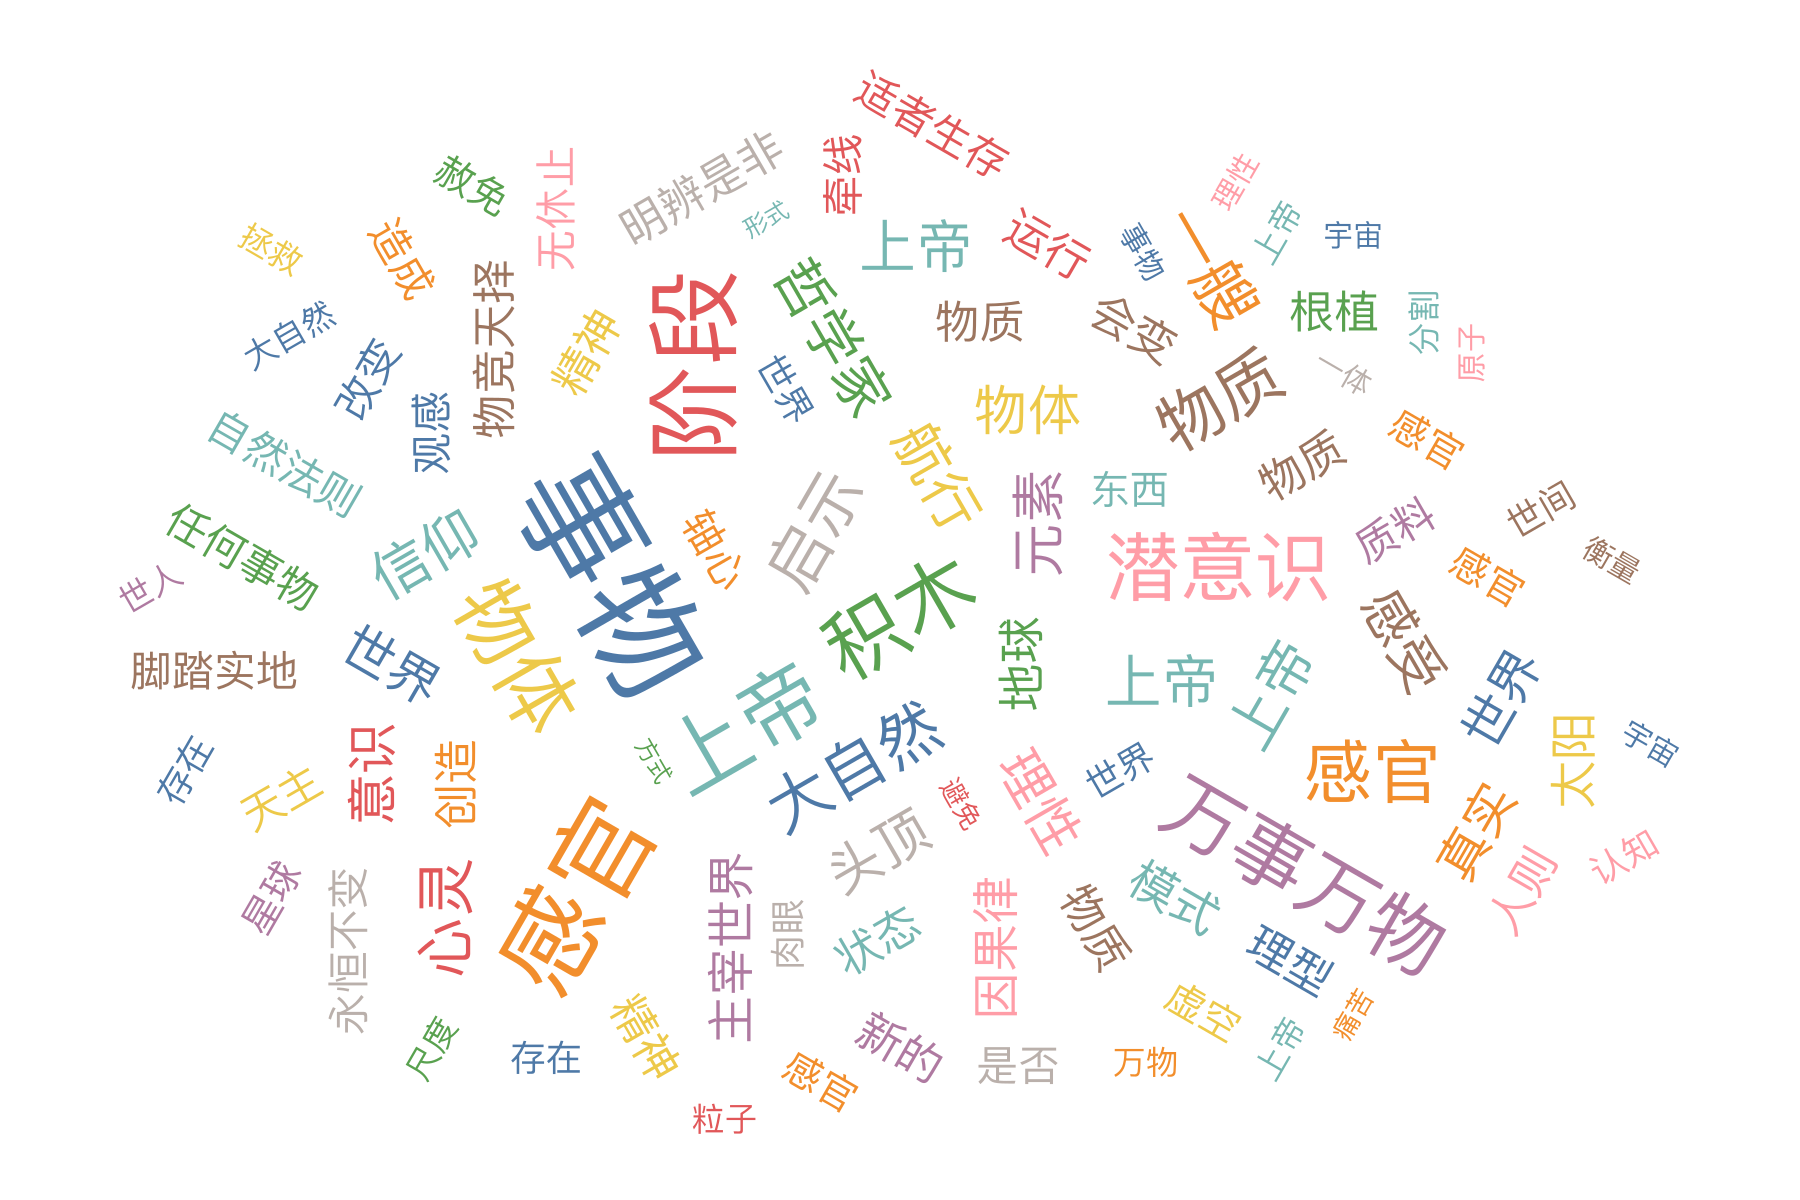 适者生存
牵线
明辨是非
无休止
赦免
形式
理性
上帝
宇宙
事物
一艘
运行
上帝
拯救
造成
物竞天择
大自然
改变
观感
精神
阶段
哲学家
世界
物质
会变
根植
分割
原子
一体
物质
物体
航行
感官
物质
自然法则
任何事物
信仰
事物
轴心
启示
元素
东西
质料
世间
衡量
感官
潜意识
世人
脚踏实地
世界
物体
积木
地球
上帝
上帝
感受
世界
太阳
宇宙
存在
天主
意识
创造
方式
上帝
大自然
避免
理性
世界
万事万物
感官
真实
人则
认知
星球
永恒不变
心灵
感官
主宰世界
肉眼
头顶
状态
因果律
物质
模式
理型
虚空
痛苦
上帝
尺度
存在
精神
感官
新的
是否
万物
粒子